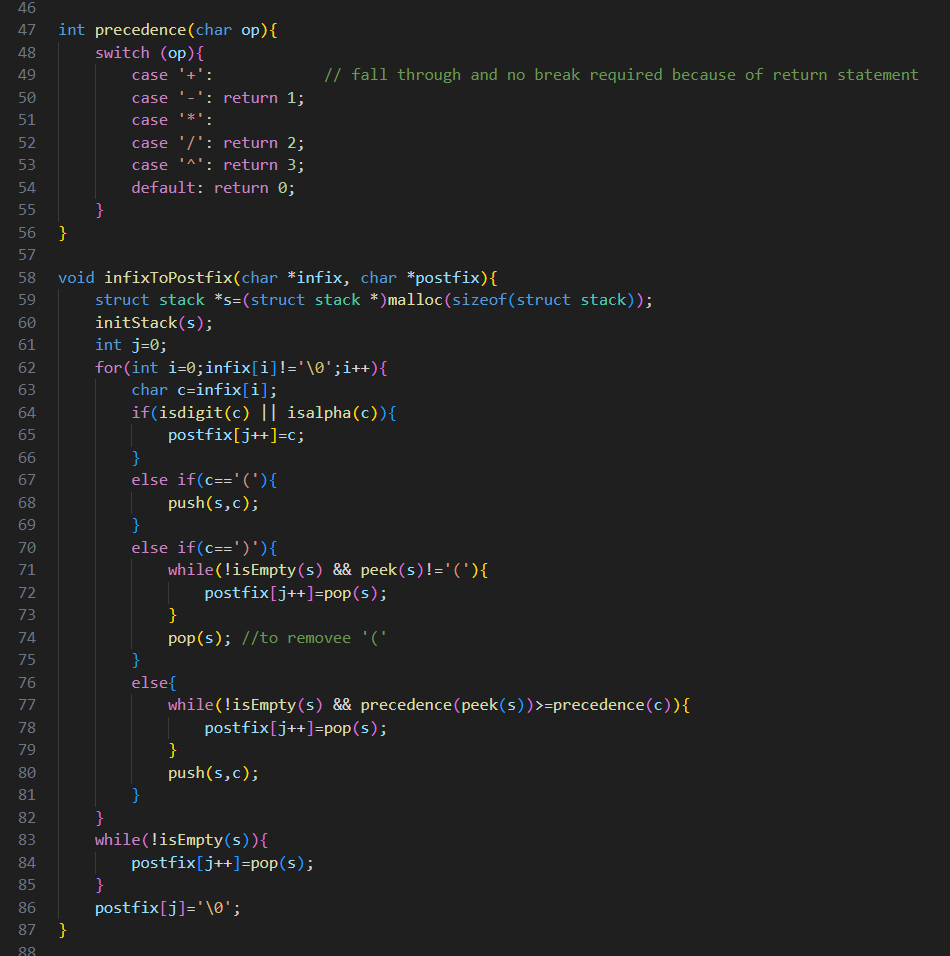 46
47 int precedence(char op){
48     switch (op){
49         case '+':            // fall through and no break required because of return statement
50         case '-': return 1;
51         case '*':
52         case '/': return 2;
53         case '^': return 3;
54         default: return 0;
55     }
56 }
57
58 void infixToPostfix(char *infix, char *postfix){
59     struct stack *s=(struct stack *)malloc(sizeof(struct stack));
60     initStack(s);
61     int j=0;
62     for(int i=0;infix[i]!='\0';i++){
63         char c=infix[i];
64         if(isdigit(c) || isalpha(c)){
65             postfix[j++]=c;
66         }
67         else if(c=='('){
68             push(s,c);
69         }
70         else if(c==')'){
71             while(!isEmpty(s) && peek(s)!='('){
72                 postfix[j++]=pop(s);
73             }
74             pop(s); //to removee '('
75         }
76         else{
77             while(!isEmpty(s) && precedence(peek(s))>=precedence(c)){
78                 postfix[j++]=pop(s);
79             }
80             push(s,c);
81         }
82     }
83     while(!isEmpty(s)){
84         postfix[j++]=pop(s);
85     }
86     postfix[j]='\0';
87 }
88